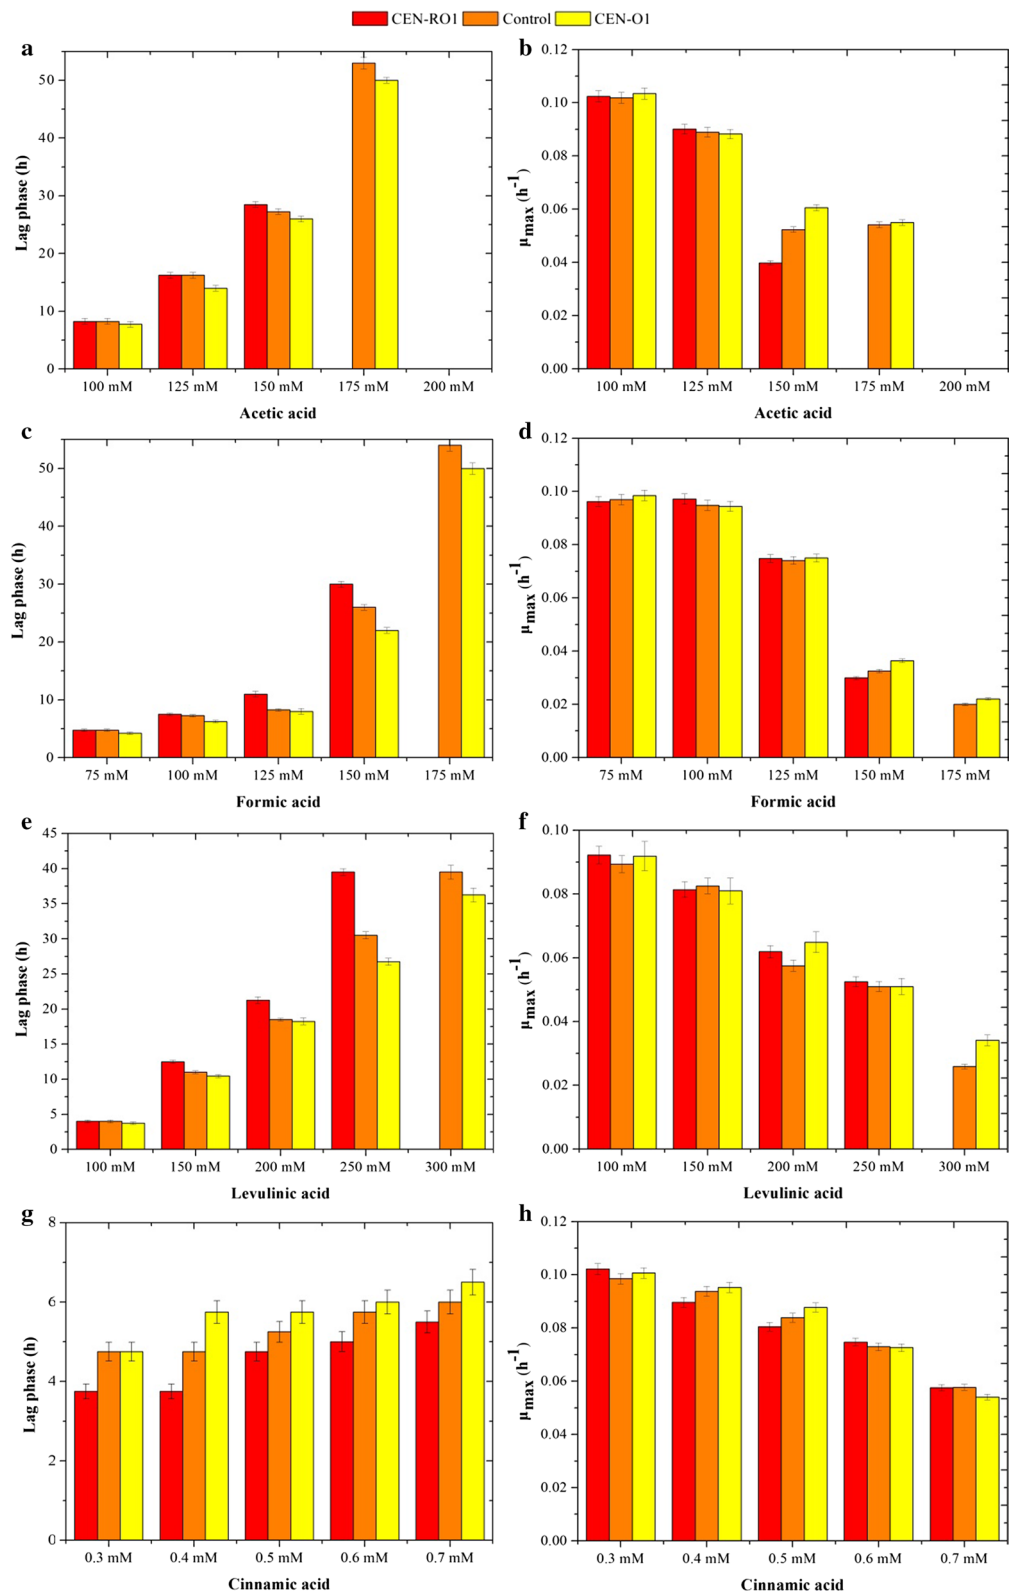 CEN-RO1 Control CEN-O1
a
Lag phase (h)
50
40
30
20
10
0
100 mM 125 mM 150 mM 175 mM 200 mM
Acetic acid
b
μmax (h-1)
0.12
0.10
0.08
0.06
0.04
0.02
0.00
100 mM 125 mM 150 mM 175 mM 200 mM
Acetic acid
c
Lag phase (h)
50
40
30
20
10
0
75 mM 100 mM 125 mM 150 mM 175 mM
Formic acid
d
μmax (h-1)
0.12
0.10
0.08
0.06
0.04
0.02
0.00
75 mM 100 mM 125 mM 150 mM 175 mM
Formic acid
e
Lag phase (h)
45
40
35
30
25
20
15
10
5
0
100 mM 150 mM 200 mM 250 mM 300 mM
Levulinic acid
f
μmax (h-1)
0.10
0.08
0.06
0.04
0.02
0.00
100 mM 150 mM 200 mM 250 mM 300 mM
Levulinic acid
g
Lag phase (h)
8
6
4
2
0
0.3 mM 0.4 mM 0.5 mM 0.6 mM 0.7 mM
Cinnamic acid
h
μmax (h-1)
0.12
0.10
0.08
0.06
0.04
0.02
0.00
0.3 mM 0.4 mM 0.5 mM 0.6 mM 0.7 mM
Cinnamic acid